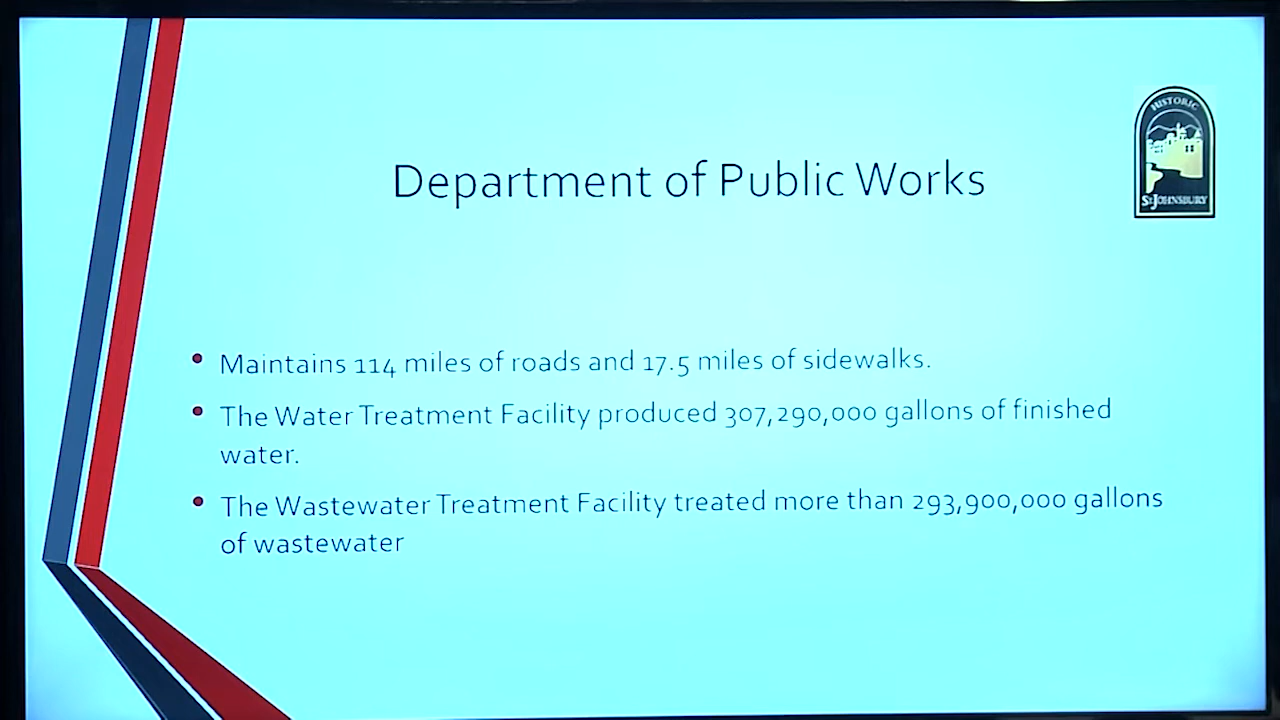 HISTORIC
St. JOHNSBURY
Department of Public Works
• Maintains 114 miles of roads and 17.5 miles of sidewalks.
• The Water Treatment Facility produced 307,290,000 gallons of finished
water.
• The Wastewater Treatment Facility treated more than 293,900,000 gallons
of wastewater